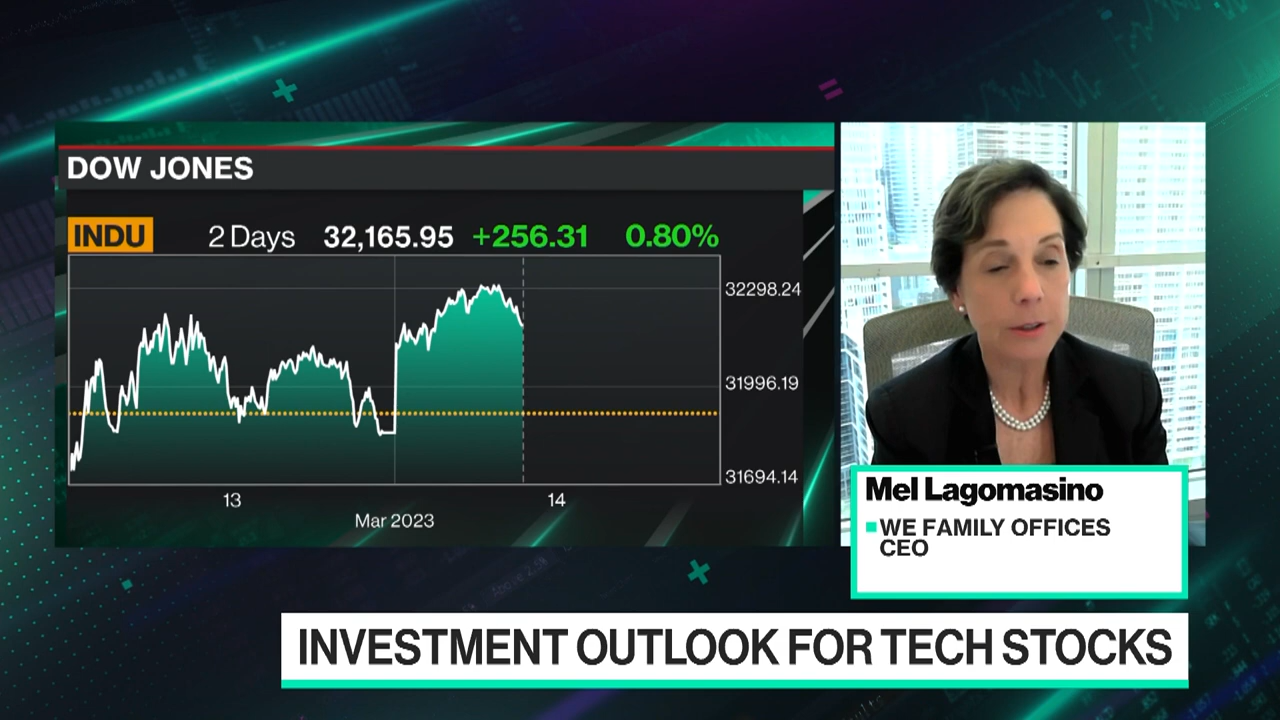 DOW JONES
INDU 2 Days 32,165.95 +256.31 0.80%
32298.24
31996.19
31694.14
13 14
Mar 2023
Mel Lagomasino
WE FAMILY OFFICES
CEO
INVESTMENT OUTLOOK FOR TECH STOCKS